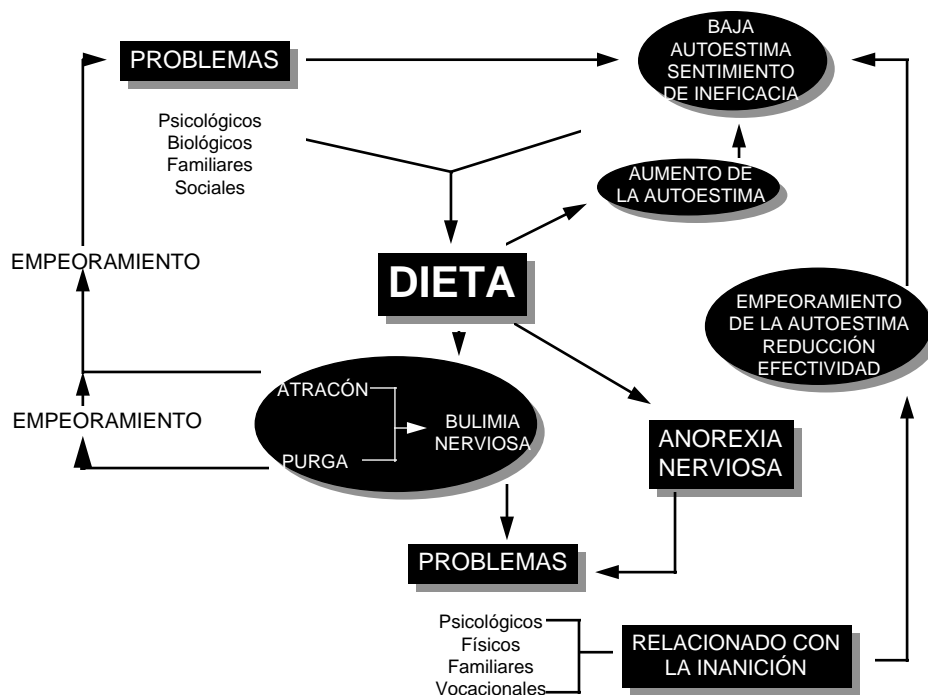 PROBLEMAS
BAJA
AUTOESTIMA
SENTIMIENTO
DE INEFICACIA
Psicológicos
Biológicos
Familiares
Sociales
AUMENTO DE
LA AUTOESTIMA
EMPEORAMIENTO
DIETA
EMPEORAMIENTO
DE LA AUTOESTIMA
REDUCCIÓN
EFECTIVIDAD
ATRACÓN
EMPEORAMIENTO
BULIMIA
NERVIOSA
PURGA
ANOREXIA
NERVIOSA
PROBLEMAS
Psicológicos
Físicos
Familiares
Vocacionales
RELACIONADO CON
LA INANICIÓN